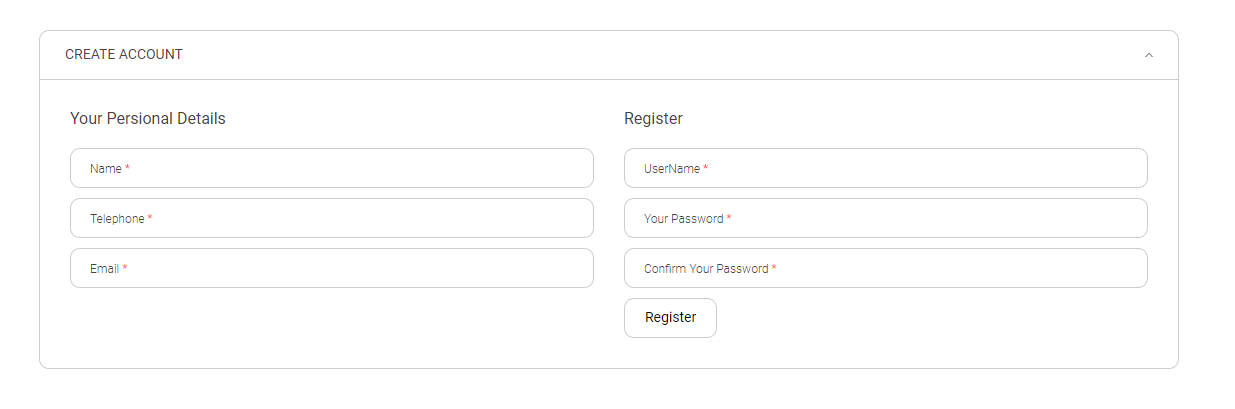 CREATE ACCOUNT
Your Persional Details
Name *
Telephone *
Email *
Register
UserName *
Your Password *
Confirm Your Password *
Register